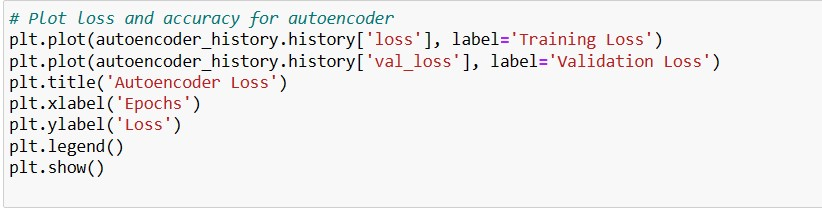 # Plot loss and accuracy for autoencoder
plt.plot(autoencoder_history.history['loss'], label='Training Loss')
plt.plot(autoencoder_history.history['val_loss'], label='Validation Loss')
plt.title('Autoencoder Loss')
plt.xlabel('Epochs')
plt.ylabel('Loss')
plt.legend()
plt.show()